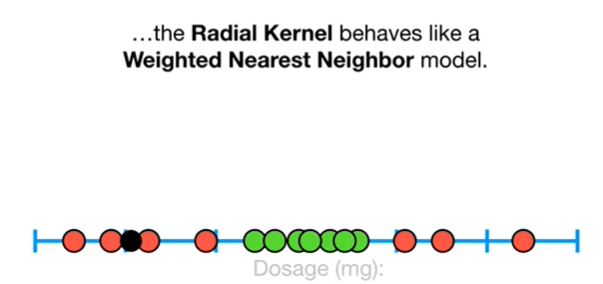 ...the Radial Kernel behaves like a
Weighted Nearest Neighbor model.
Dosage (mg):